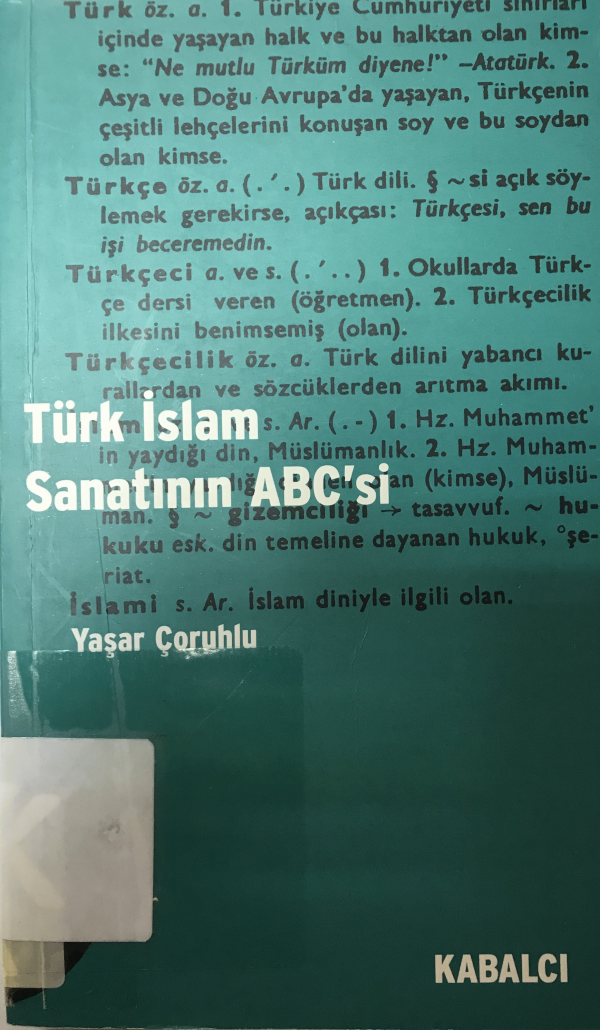 Türk öz. a. 1. Türkiye Cumhuriyeti sınırları
içinde yaşayan halk ve bu halktan olan kim-
se: “Ne mutlu Türküm diyene!” –Atatürk. 2.
Asya ve Doğu Avrupa’da yaşayan, Türkçenin
çeşitli lehçelerini konuşan soy ve bu soydan
olan kimse.
Türkçe öz. a. (.ʹ.) Türk dili. § ~si açık söy-
lemek gerekirse, açıkçası: Türkçesi, sen bu
işi beceremedin.
Türkçeci a. ve s. (.ʹ..) 1. Okullarda Türk-
çe dersi veren (öğretmen). 2. Türkçecilik
ilkesini benimsemiş (olan).
Türkçecilik öz. a. Türk dilini yabancı ku-
rallardan ve sözcüklerden arıtma akımı.
s. Ar. (.-) 1. Hz. Muhammet’
in yaydığı din, Müslümanlık. 2. Hz. Muham-
(kimse), Müslü-
man. § ~ gizemciliği → tasavvuf. ~ hu-
kuku esk. din temeline dayanan hukuk, °şe-
riat.
İslami s. Ar. İslam diniyle ilgili olan.
Türk İslam
Sanatının ABC’si
Yaşar Çoruhlu
K
KABALCI